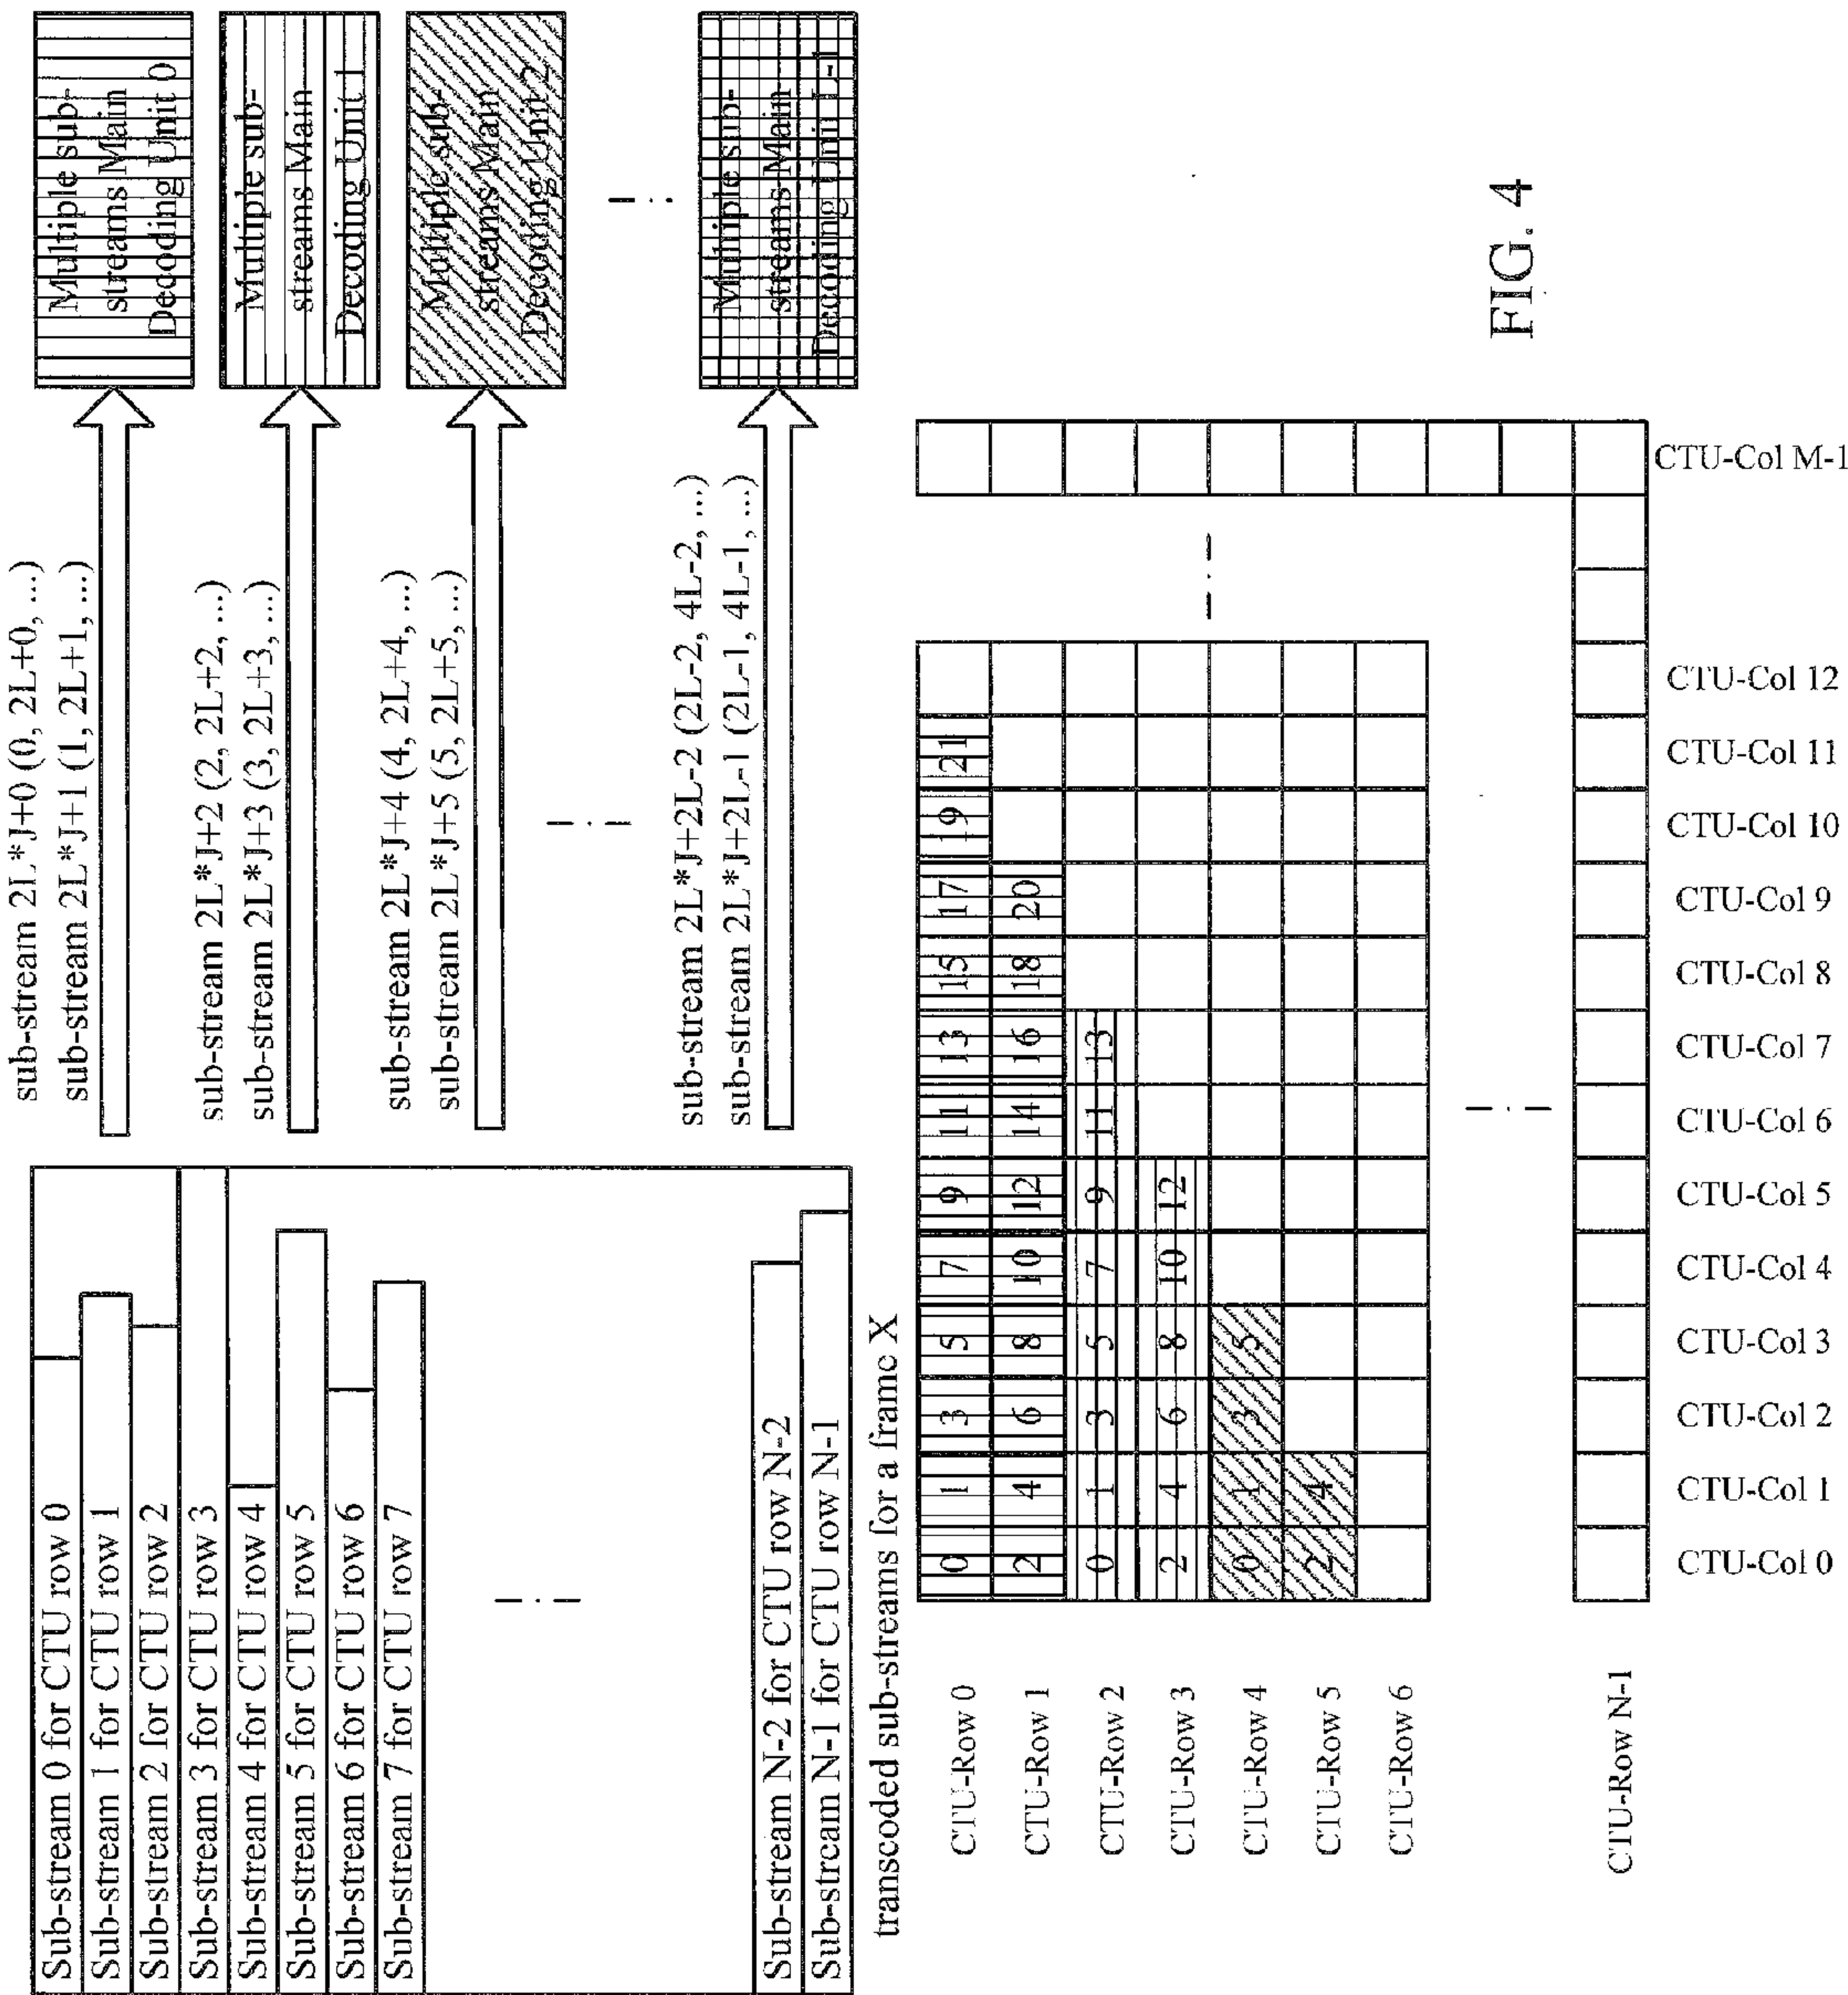 Sub-stream 0 for CTU row 0
Sub-stream 1 for CTU row 1
Sub-stream 2 for CTU row 2
Sub-stream 3 for CTU row 3
Sub-stream 4 for CTU row 4
Sub-stream 5 for CTU row 5
Sub-stream 6 for CTU row 6
Sub-stream 7 for CTU row 7
Sub-stream N-2 for CTU row N-2
Sub-stream N-1 for CTU row N-1
transcoded sub-streams for a frame X
sub-stream 2L*J+0 (0, 2L+0, ...)
sub-stream 2L*J+1 (1, 2L+1, ...)
sub-stream 2L*J+2 (2, 2L+2, ...)
sub-stream 2L*J+3 (3, 2L+3, ...)
sub-stream 2L*J+4 (4, 2L+4, ...)
sub-stream 2L*J+5 (5, 2L+5, ...)
sub-stream 2L*J+2L-2 (2L-2, 4L-2, ...)
sub-stream 2L*J+2L-1 (2L-1, 4L-1, ...)
Multiple sub-
streams Main
Decoding Unit 0
Multiple sub-
streams Main
Decoding Unit 1
Multiple sub-
streams Main
Decoding Unit 2
Multiple sub-
streams Main
Decoding Unit L-1
CTU-Row 0
0 1 3 5 7 9 11 13 15 17 19 21
CTU-Row 1
2 4 6 8 10 12 14 16 18 20
CTU-Row 2
0 1 3 5 7 9 11 13
CTU-Row 3
2 4 6 8 10 12
CTU-Row 4
0 1 3 5
CTU-Row 5
2 4
CTU-Row 6
CTU-Row N-1
CTU-Col 0
CTU-Col 1
CTU-Col 2
CTU-Col 3
CTU-Col 4
CTU-Col 5
CTU-Col 6
CTU-Col 7
CTU-Col 8
CTU-Col 9
CTU-Col 10
CTU-Col 11
CTU-Col 12
CTU-Col M-1
FIG. 4